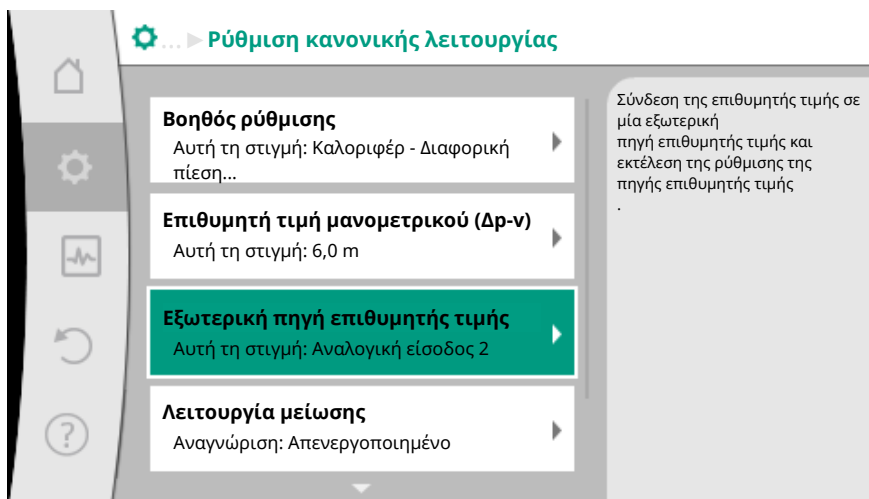 ... Ρύθμιση κανονικής λειτουργίας
Βοηθός ρύθμισης
Αυτή τη στιγμή: Καλοριφέρ - Διαφορική
πίεση...
Επιθυμητή τιμή μανομετρικού (Δp-v)
Αυτή τη στιγμή: 6,0 m
Εξωτερική πηγή επιθυμητής τιμής
Αυτή τη στιγμή: Αναλογική είσοδος 2
Λειτουργία μείωσης
Αναγνώριση: Απενεργοποιημένο
Σύνδεση της επιθυμητής τιμής σε
μία εξωτερική
πηγή επιθυμητής τιμής και
εκτέλεση της ρύθμισης της
πηγής επιθυμητής τιμής
.